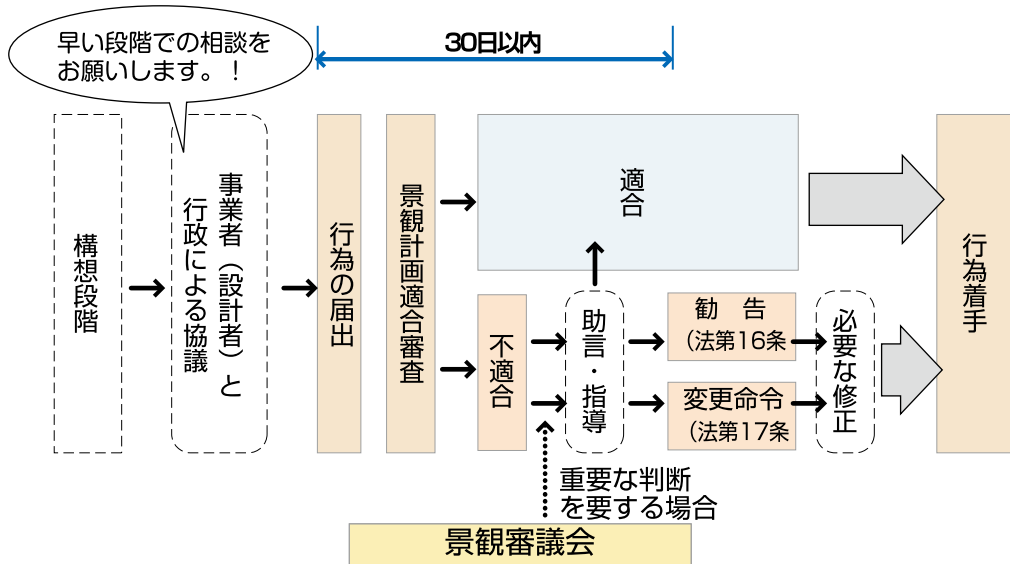 早い段階での相談を
お願いします。！
30日以内
構想段階
事業者（設計者）と
行政による協議
行為の届出
景観計画適合審査
適合
不適合
助言・指導
勧　告
（法第16条
変更命令
（法第17条
必要な修正
行為着手
重要な判断
を要する場合
景観審議会